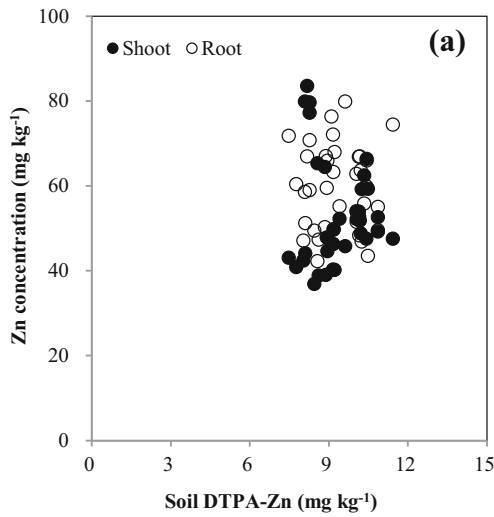 100
Shoot Root (a)
80
60
40
20
0
0 3 6 9 12 15
Zn concentration (mg kg-1)
Soil DTPA-Zn (mg kg-1)